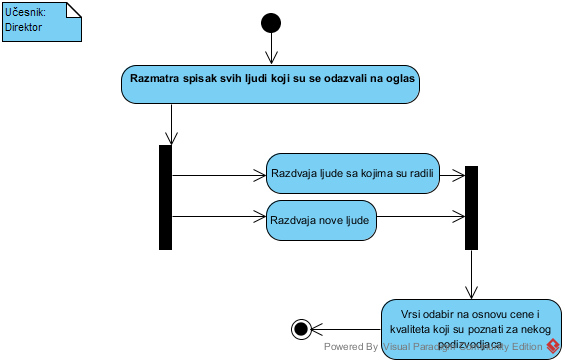 Učesnik:
Direktor
Razmatra spisak svih ljudi koji su se odazvali na oglas
Razdvaja ljude sa kojima su radili
Razdvaja nove ljude
Vrsi odabir na osnovu cene i
kvaliteta koji su poznati za nekog
podizvodjaca
Powered By Visual Paradigm Community Edition